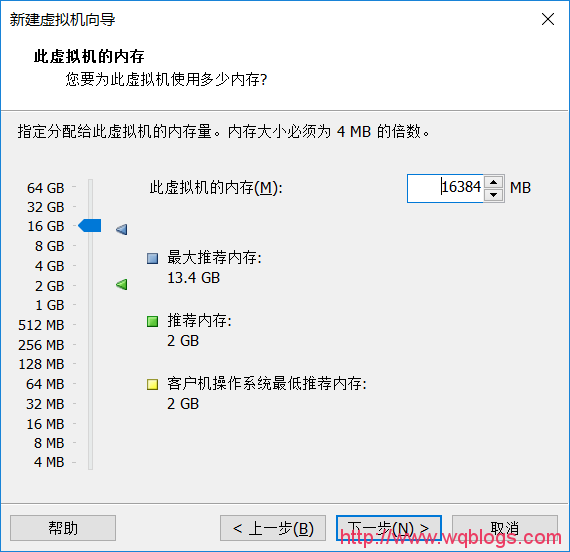 新建虚拟机向导
此虚拟机的内存
您要为此虚拟机使用多少内存?
指定分配给此虚拟机的内存量。内存大小必须为 4 MB 的倍数。
此虚拟机的内存(M):
16384 MB
64 GB
32 GB
16 GB
8 GB
4 GB
2 GB
1 GB
512 MB
256 MB
128 MB
64 MB
32 MB
16 MB
8 MB
4 MB
最大推荐内存:
13.4 GB
推荐内存:
2 GB
客户机操作系统最低推荐内存:
2 GB
帮助
< 上一步(B)
下一步(N) >
取消
http://www.wqblogs.com